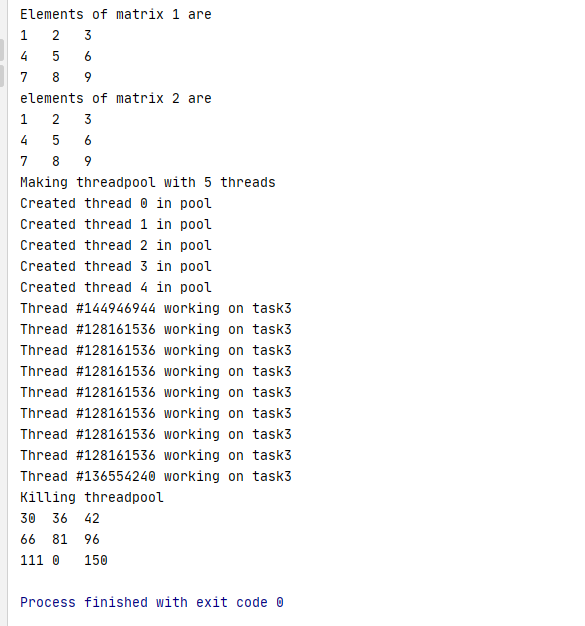 Elements of matrix 1 are
1 2 3
4 5 6
7 8 9
elements of matrix 2 are
1 2 3
4 5 6
7 8 9
Making threadpool with 5 threads
Created thread 0 in pool
Created thread 1 in pool
Created thread 2 in pool
Created thread 3 in pool
Created thread 4 in pool
Thread #144946944 working on task3
Thread #128161536 working on task3
Thread #128161536 working on task3
Thread #128161536 working on task3
Thread #128161536 working on task3
Thread #128161536 working on task3
Thread #128161536 working on task3
Thread #128161536 working on task3
Thread #136554240 working on task3
Killing threadpool
30 36 42
66 81 96
111 0 150
Process finished with exit code 0